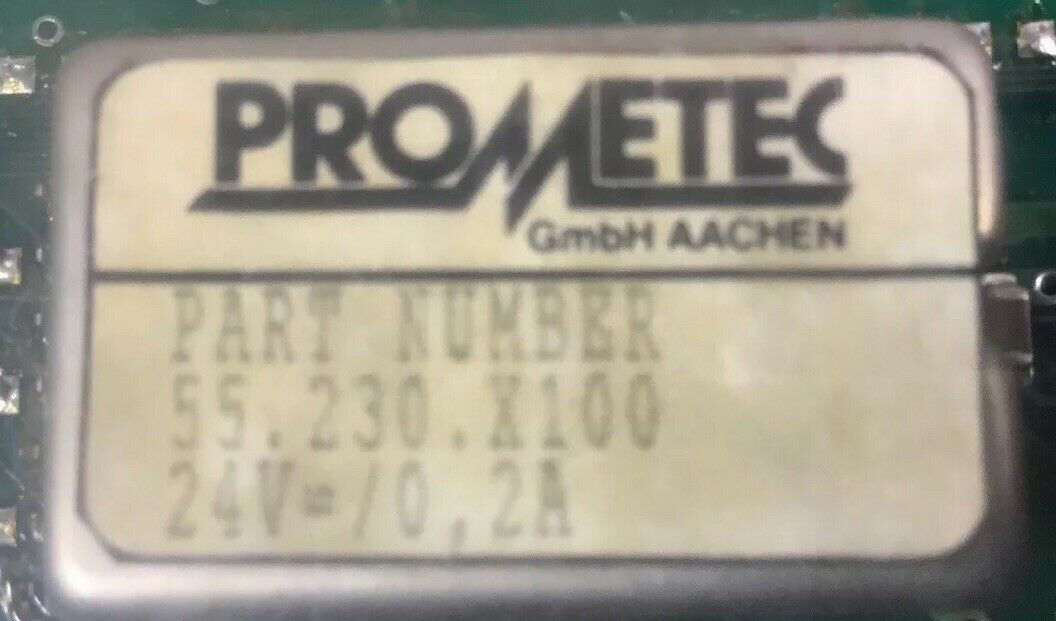 PROMETEC
GmbH AACHEN
PART NUMBER
55.230.X100
24V=/0,2A